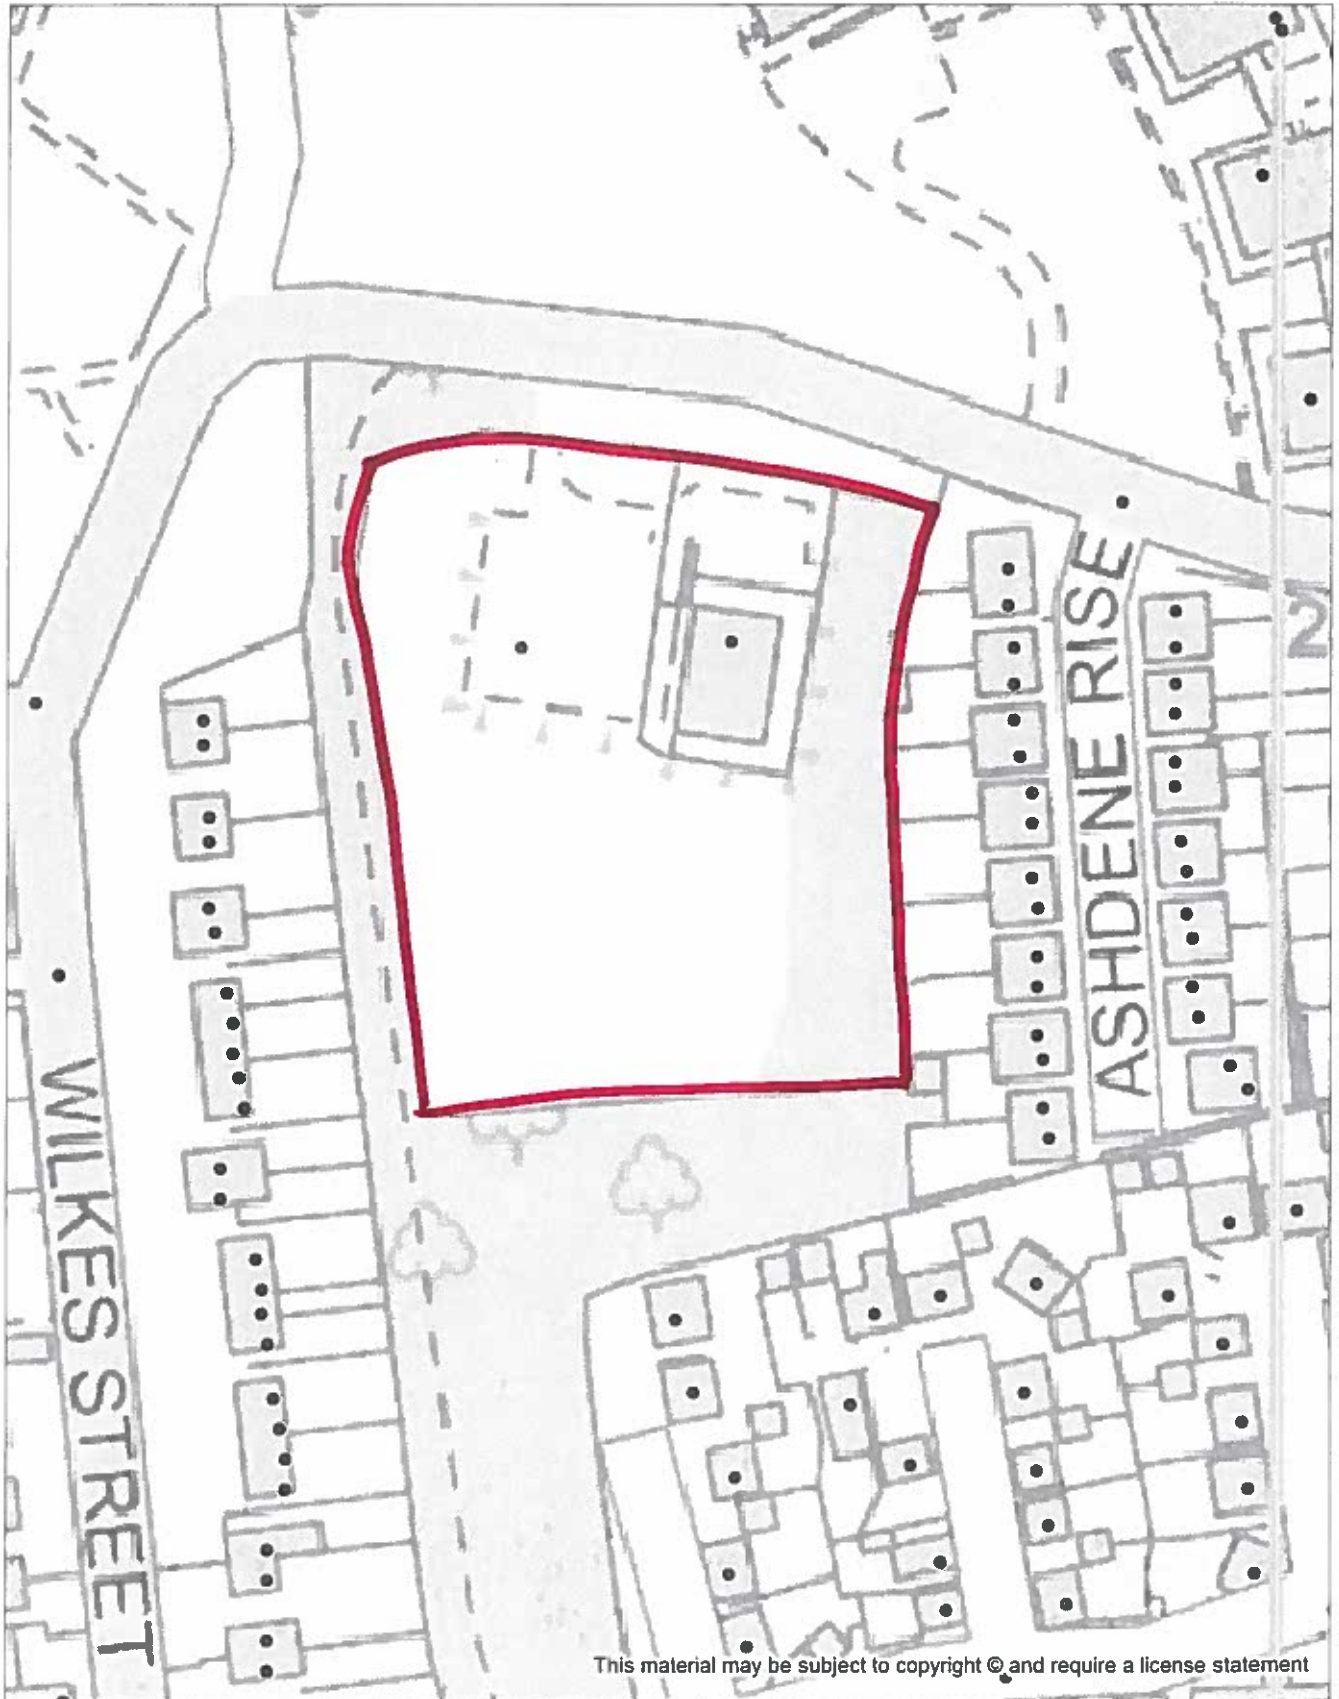 ASHDENE RISE
2
WILKES STREET
This material may be subject to copyright © and require a license statement